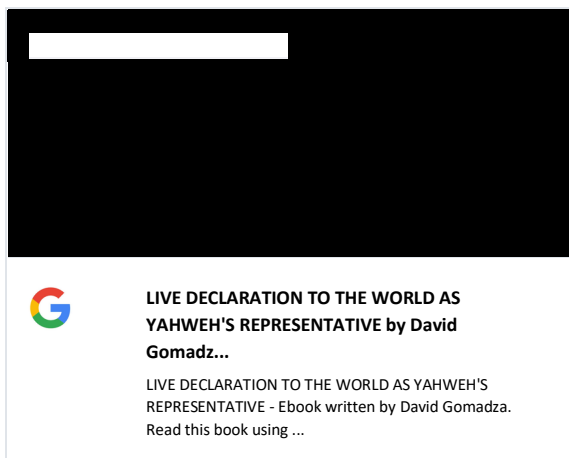 LIVE DECLARATION TO THE WORLD AS
YAHWEH'S REPRESENTATIVE by David
Gomadz...
LIVE DECLARATION TO THE WORLD AS YAHWEH'S
REPRESENTATIVE - Ebook written by David Gomadza.
Read this book using ...